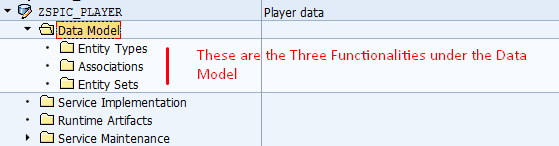 ZSPIC_PLAYER Player data
Data Model
Entity Types
Associations
Entity Sets
These are the Three Functionalities under the Data
Model
Service Implementation
Runtime Artifacts
Service Maintenance